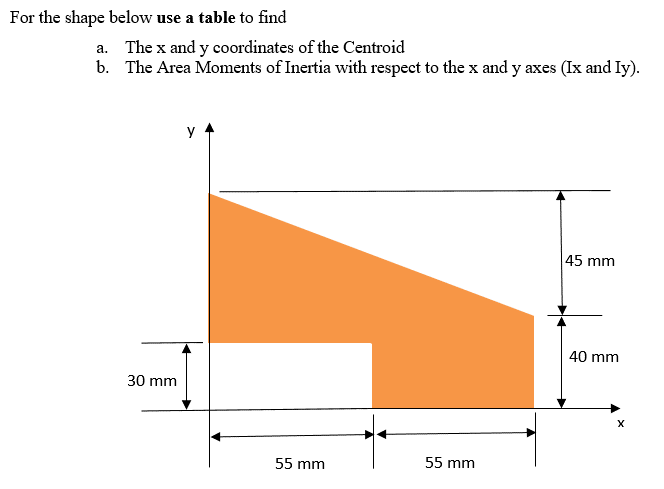 For the shape below use a table to find
a. The x and y coordinates of the Centroid
b. The Area Moments of Inertia with respect to the x and y axes (Ix and Iy).
y
45 mm
40 mm
30 mm
x
55 mm
55 mm